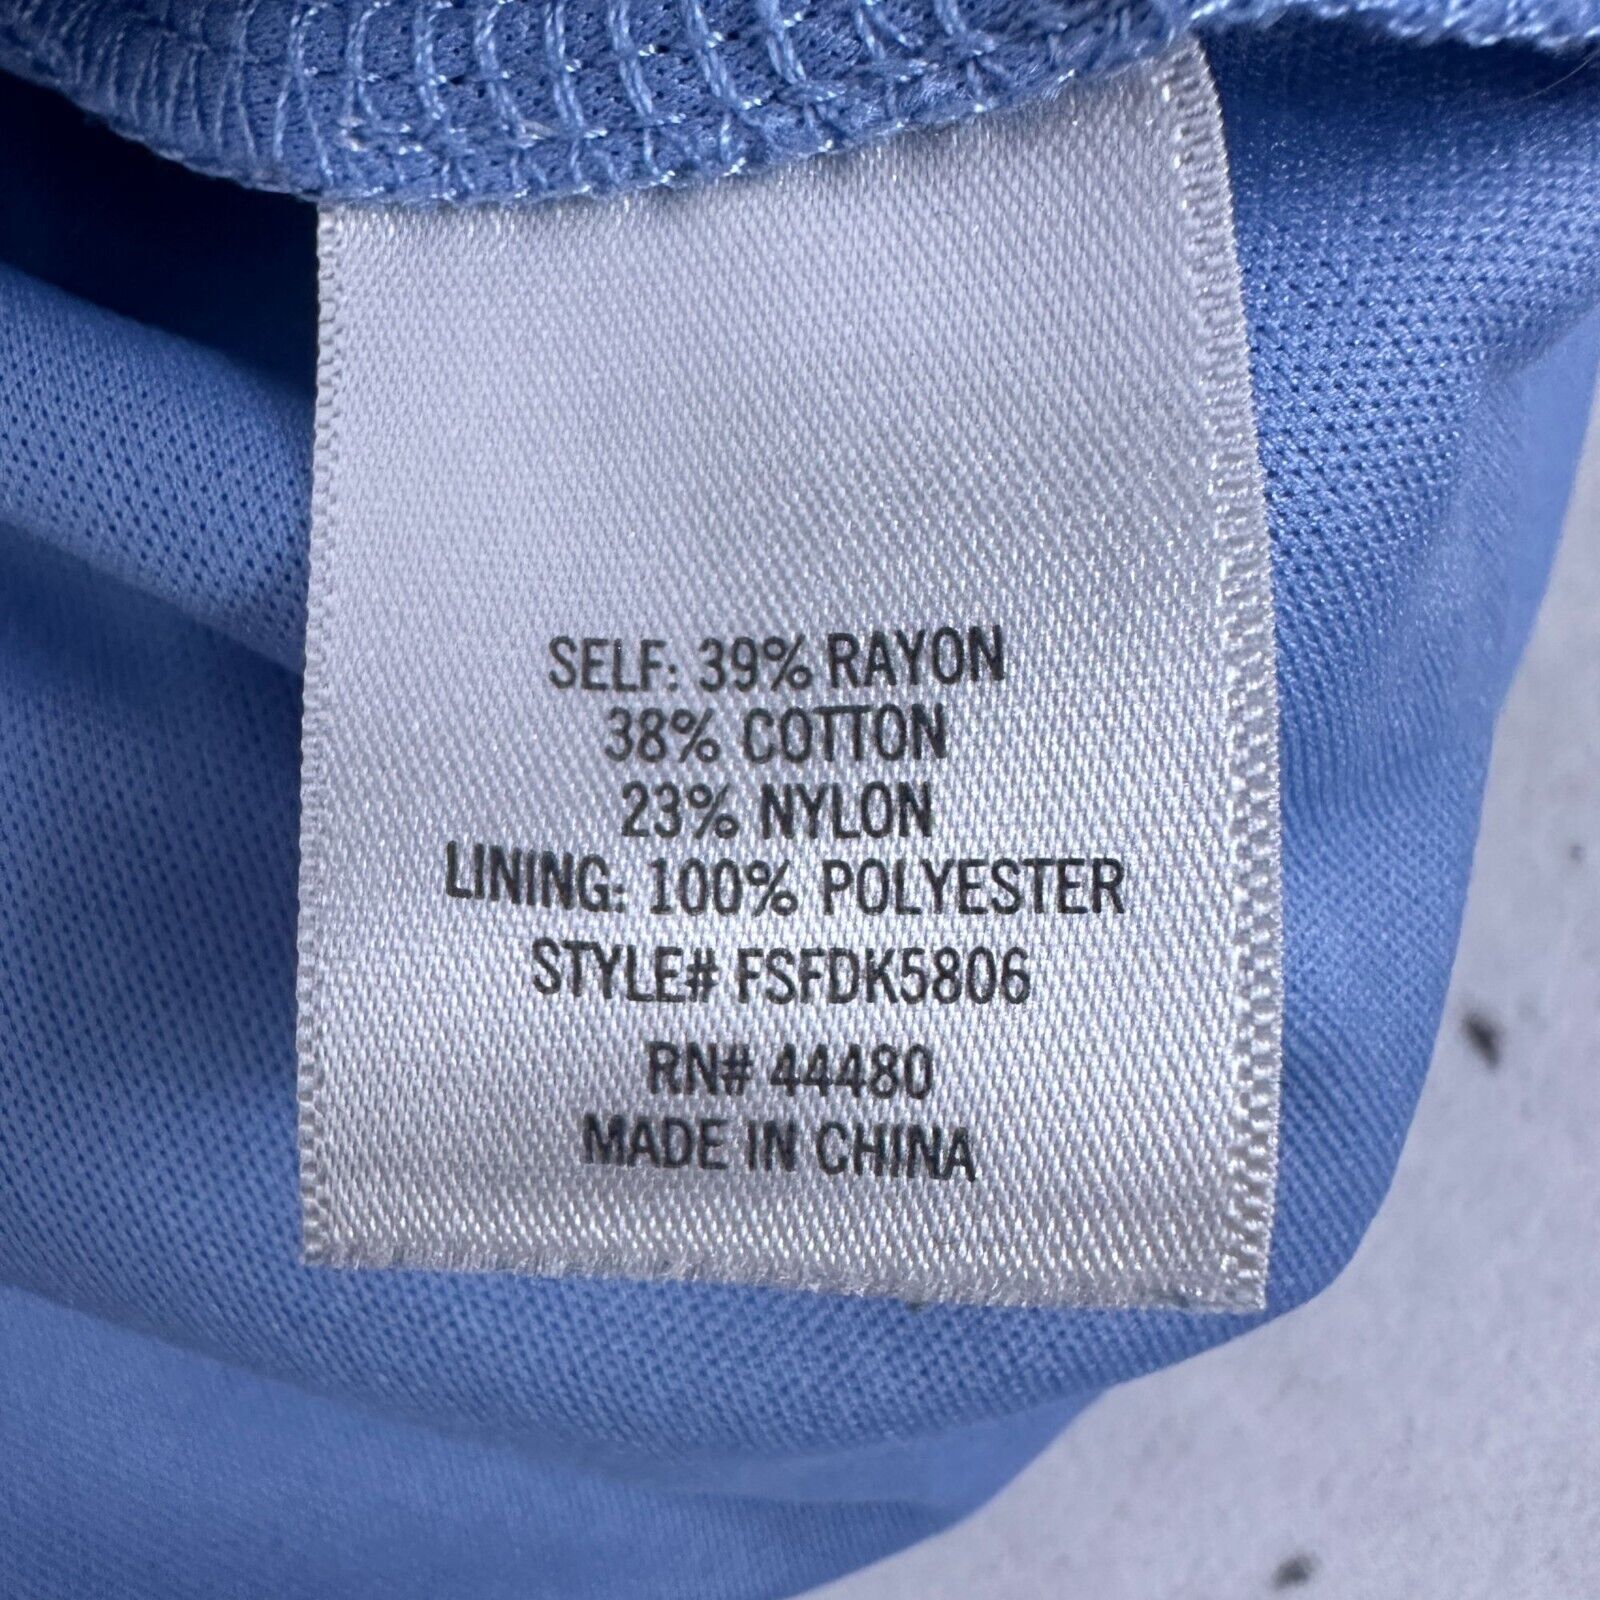 SELF: 39% RAYON
38% COTTON
23% NYLON
LINING: 100% POLYESTER
STYLE# FSFDK5806
RN# 44480
MADE IN CHINA